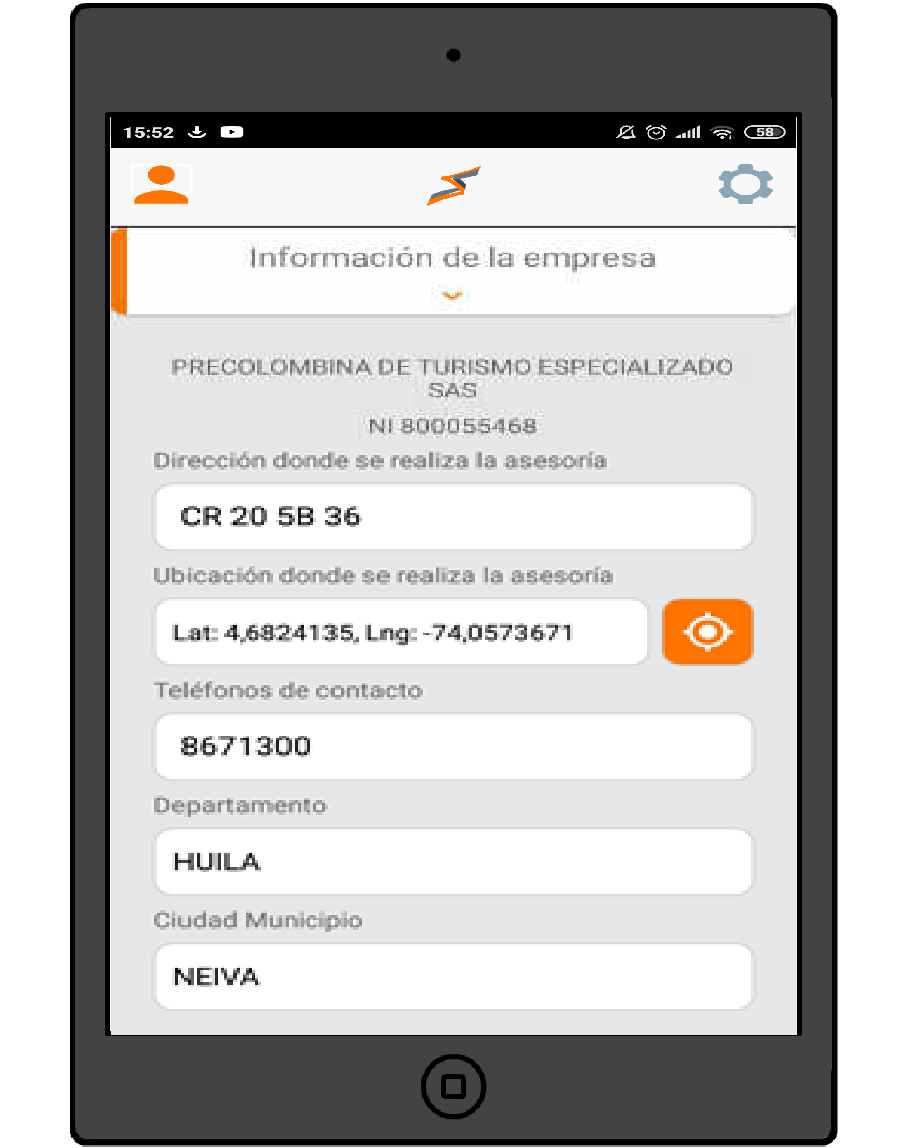 15:52
58
Información de la empresa
PRECOLOMBINA DE TURISMO ESPECIALIZADO
SAS
NI 800055468
Dirección donde se realiza la asesoría
CR 20 5B 36
Ubicación donde se realiza la asesoría
Lat: 4,6824135, Lng: -74,0573671
Teléfonos de contacto
8671300
Departamento
HUILA
Ciudad Municipio
NEIVA